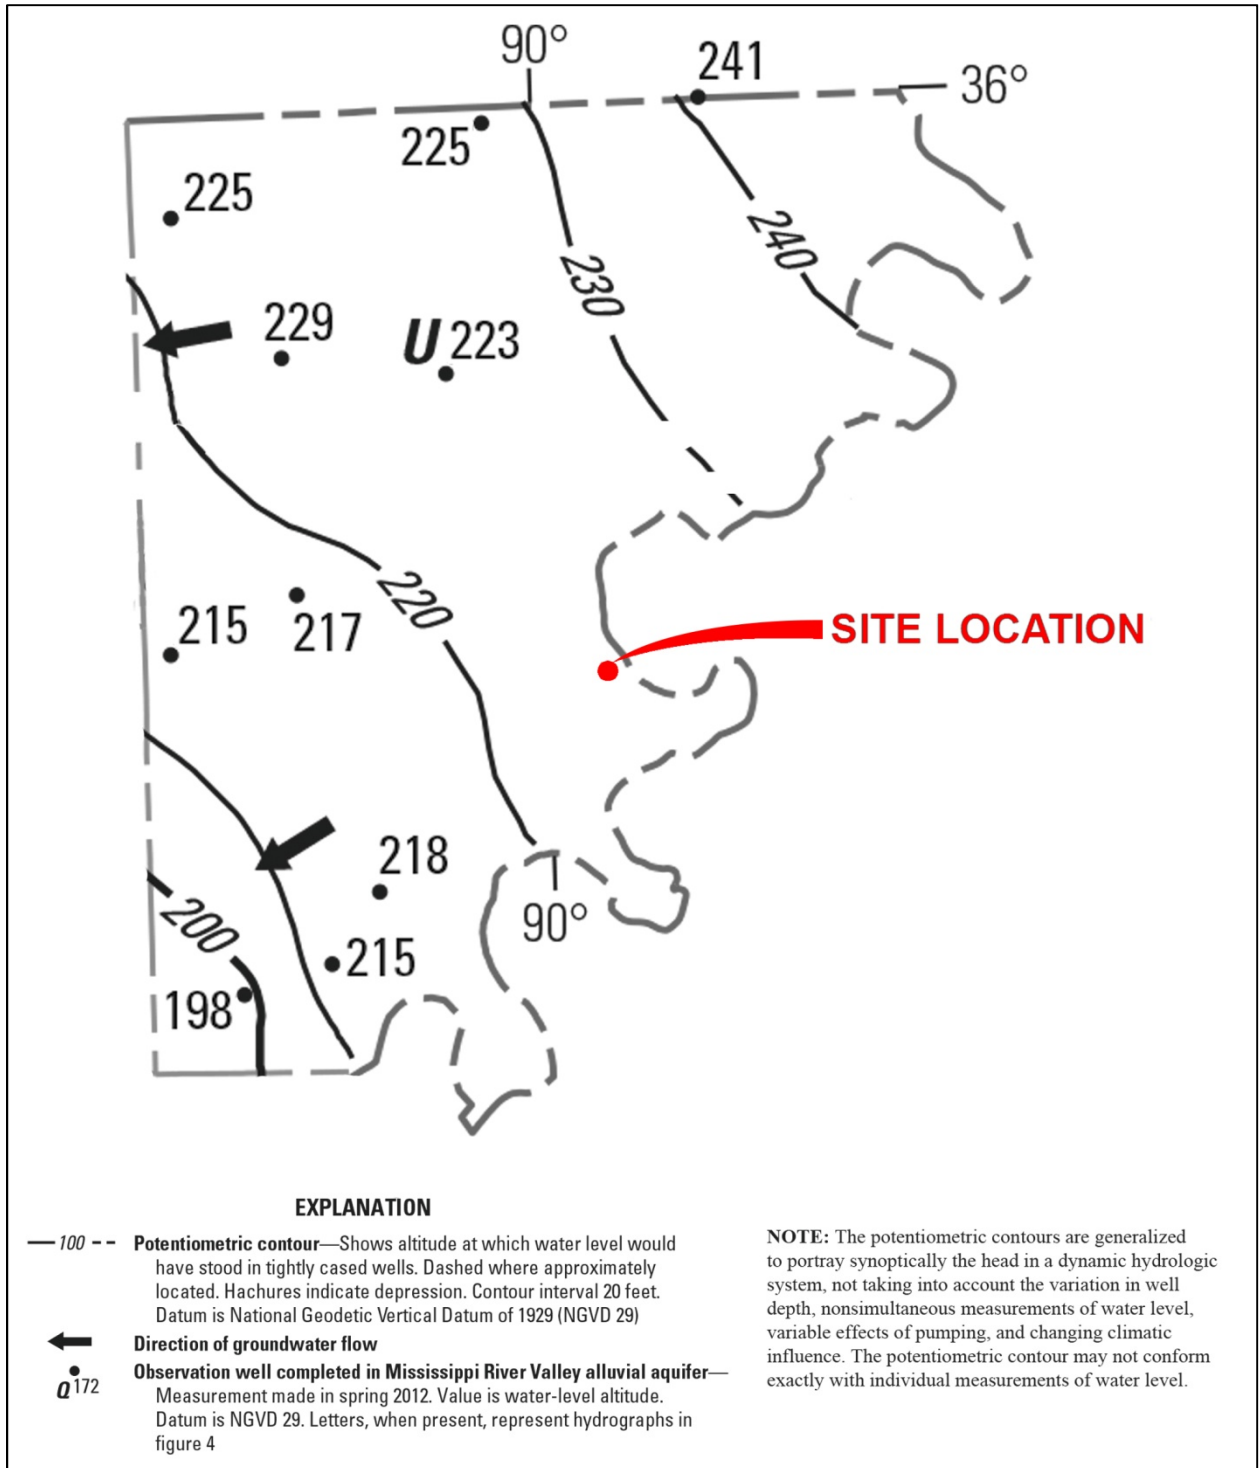 90°
241
36°
225
225
240
230
229
U 223
220
215
217
SITE LOCATION
218
90°
200
215
198
EXPLANATION
100
Potentiometric contour—Shows altitude at which water level would
have stood in tightly cased wells. Dashed where approximately
located. Hachures indicate depression. Contour interval 20 feet.
Datum is National Geodetic Vertical Datum of 1929 (NGVD 29)
Direction of groundwater flow
Q 172
Observation well completed in Mississippi River Valley alluvial aquifer—
Measurement made in spring 2012. Value is water-level altitude.
Datum is NGVD 29. Letters, when present, represent hydrographs in
figure 4
NOTE: The potentiometric contours are generalized
to portray synoptically the head in a dynamic hydrologic
system, not taking into account the variation in well
depth, nonsimultaneous measurements of water level,
variable effects of pumping, and changing climatic
influence. The potentiometric contour may not conform
exactly with individual measurements of water level.